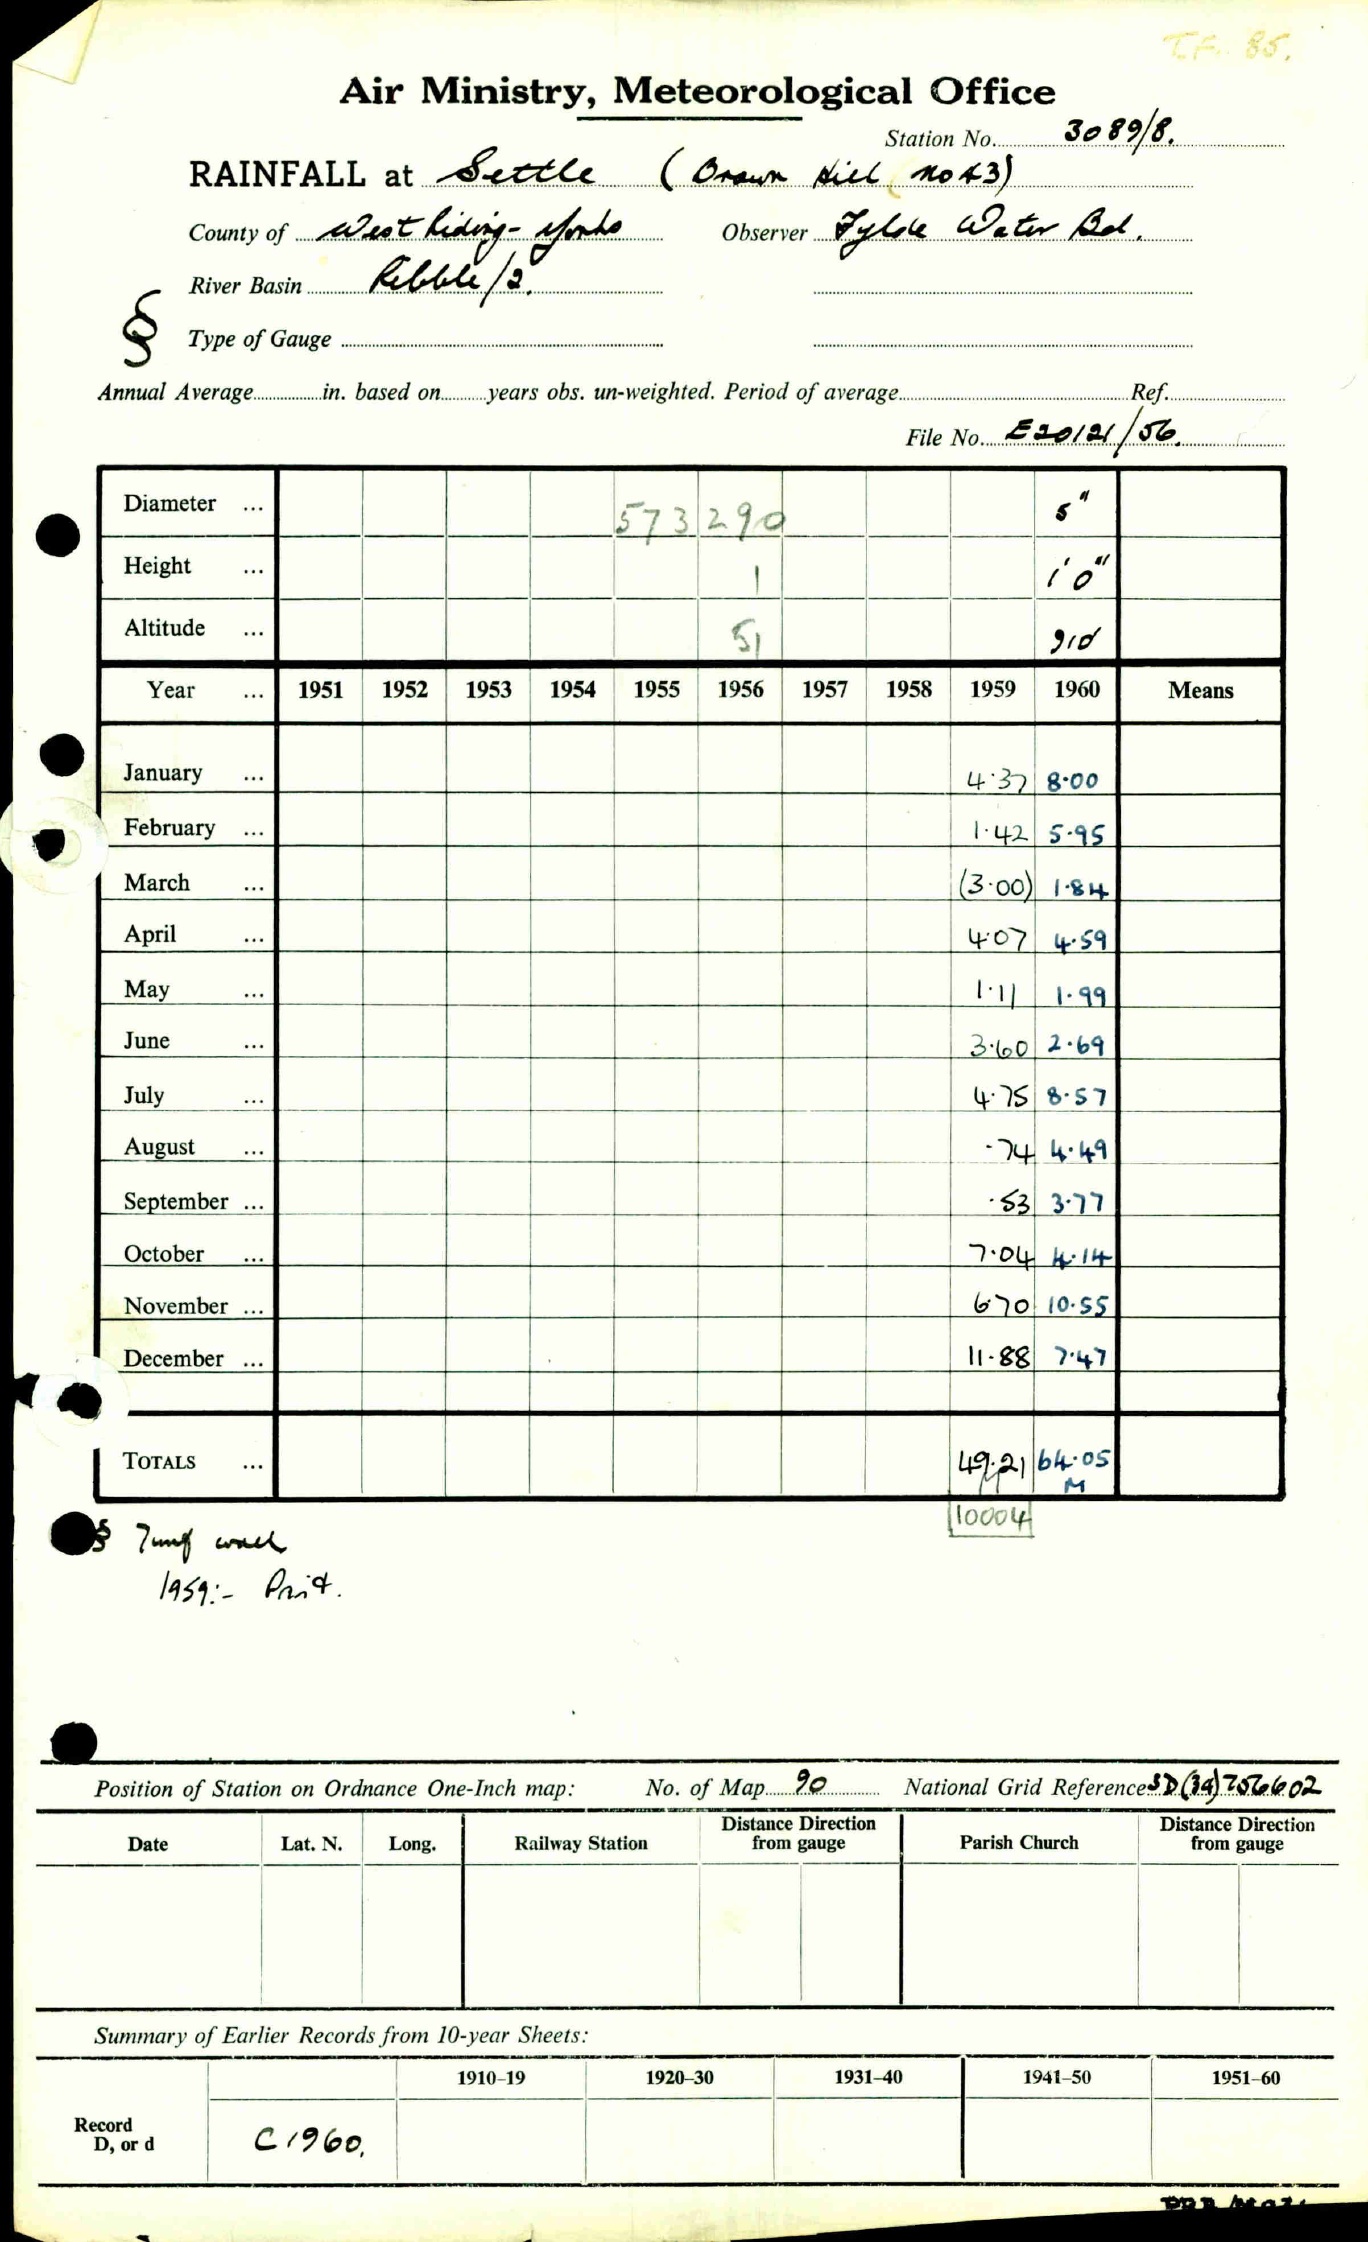 T.F. 85.
Air Ministry, Meteorological Office
Station No. 3089/8.
RAINFALL at Settle (Brown Hill (No 43)
County of West Riding - Yorks Observer Fylde Water Bd.
River Basin Ribble/2.
§ Type of Gauge
Annual Average in. based on years obs. un-weighted. Period of average Ref.
File No. E20121/56.
Diameter ... 573290 5"
Height ... 1 1'0"
Altitude ... 51 910
Year ... 1951 1952 1953 1954 1955 1956 1957 1958 1959 1960 Means
January ... 4·37 8·00
February ... 1·42 5·95
March ... (3·00) 1·84
April ... 4·07 4·59
May ... 1·11 1·99
June ... 3·60 2·69
July ... 4·75 8·57
August ... ·74 4·49
September ... ·53 3·77
October ... 7·04 4·14
November ... 6·70 10·55
December ... 11·88 7·47
TOTALS ... 49·21 64·05
M
10004
§ Turf wall
1959:-
Position of Station on Ordnance One-Inch map: No. of Map 90 National Grid Reference SD(34)756602
Date Lat. N. Long. Railway Station Distance Direction from gauge Parish Church Distance Direction from gauge
Summary of Earlier Records from 10-year Sheets:
1910–19 1920–30 1931–40 1941–50 1951–60
Record
D, or d C1960.